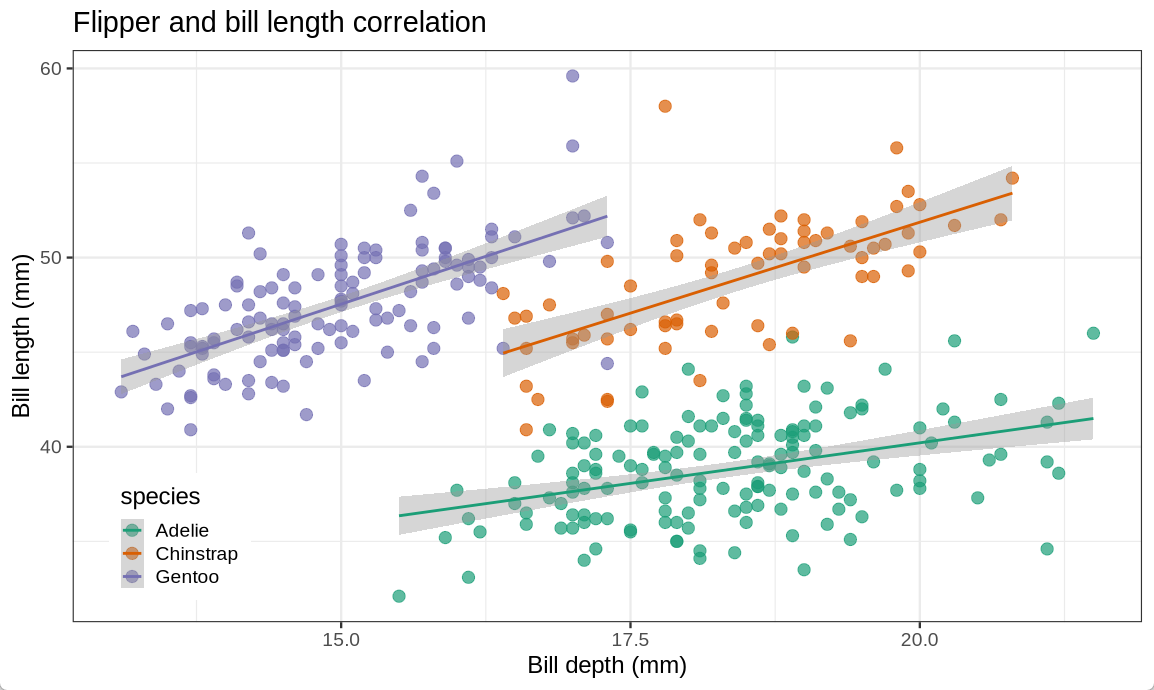 Flipper and bill length correlation
Bill length (mm)
60
50
40
species
Adelie
Chinstrap
Gentoo
15.0 17.5 20.0
Bill depth (mm)